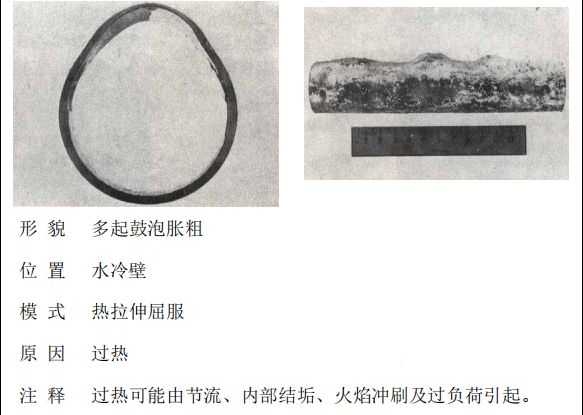 形 貌 多起鼓泡胀粗
位 置 水冷壁
模 式 热拉伸屈服
原 因 过热
注 释 过热可能由节流、内部结垢、火焰冲刷及过负荷引起。